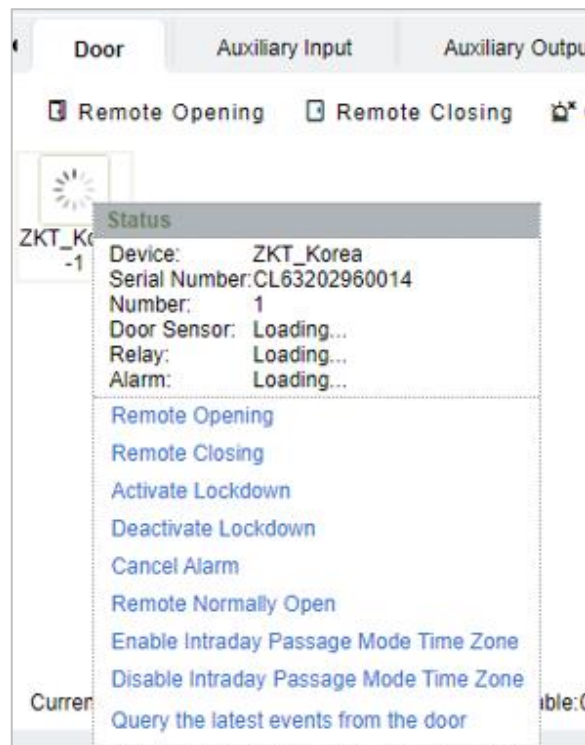 Door Auxiliary Input Auxiliary Outpu
Remote Opening Remote Closing
ZKT_Ko
-1
Status
Device: ZKT_Korea
Serial Number:CL63202960014
Number: 1
Door Sensor: Loading...
Relay: Loading...
Alarm: Loading...
Remote Opening
Remote Closing
Activate Lockdown
Deactivate Lockdown
Cancel Alarm
Remote Normally Open
Enable Intraday Passage Mode Time Zone
Disable Intraday Passage Mode Time Zone
Curren
Query the latest events from the door